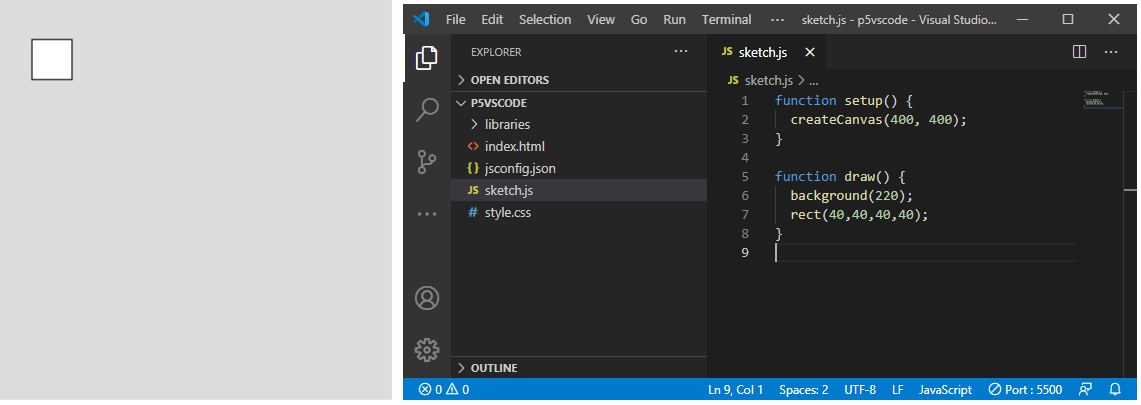 File Edit Selection View Go Run Terminal ··· sketch.js - p5vscode - Visual Studio...
EXPLORER ···
OPEN EDITORS
P5VSCODE
libraries
<> index.html
{ } jsconfig.json
JS sketch.js
# style.css
OUTLINE
JS sketch.js ×
JS sketch.js > ...
1 function setup() {
2   createCanvas(400, 400);
3 }
4
5 function draw() {
6   background(220);
7   rect(40,40,40,40);
8 }
9
0 0 Ln 9, Col 1 Spaces: 2 UTF-8 LF JavaScript Port : 5500